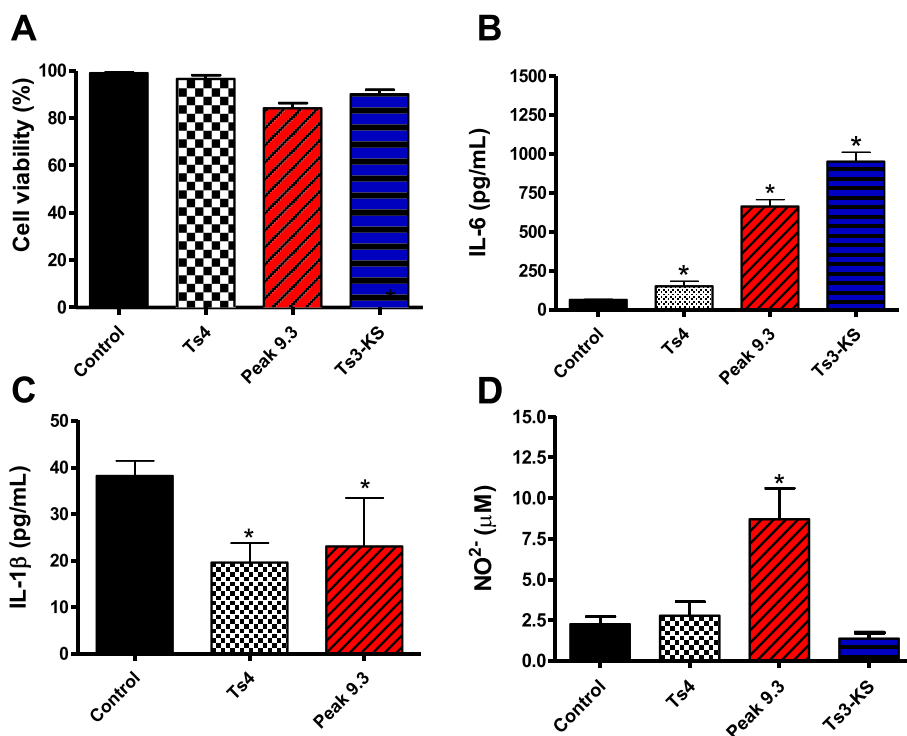 A
Cell viability (%)
100
80
60
40
20
0
*
Control
Ts4
Peak 9.3
Ts3-KS
B
IL-6 (pg/mL)
1500
1250
1000
750
500
250
0
*
*
*
Control
Ts4
Peak 9.3
Ts3-KS
C
IL-1β (pg/mL)
50
40
30
20
10
0
*
*
Control
Ts4
Peak 9.3
D
NO²⁻ (μM)
15.0
12.5
10.0
7.5
5.0
2.5
0.0
*
Control
Ts4
Peak 9.3
Ts3-KS